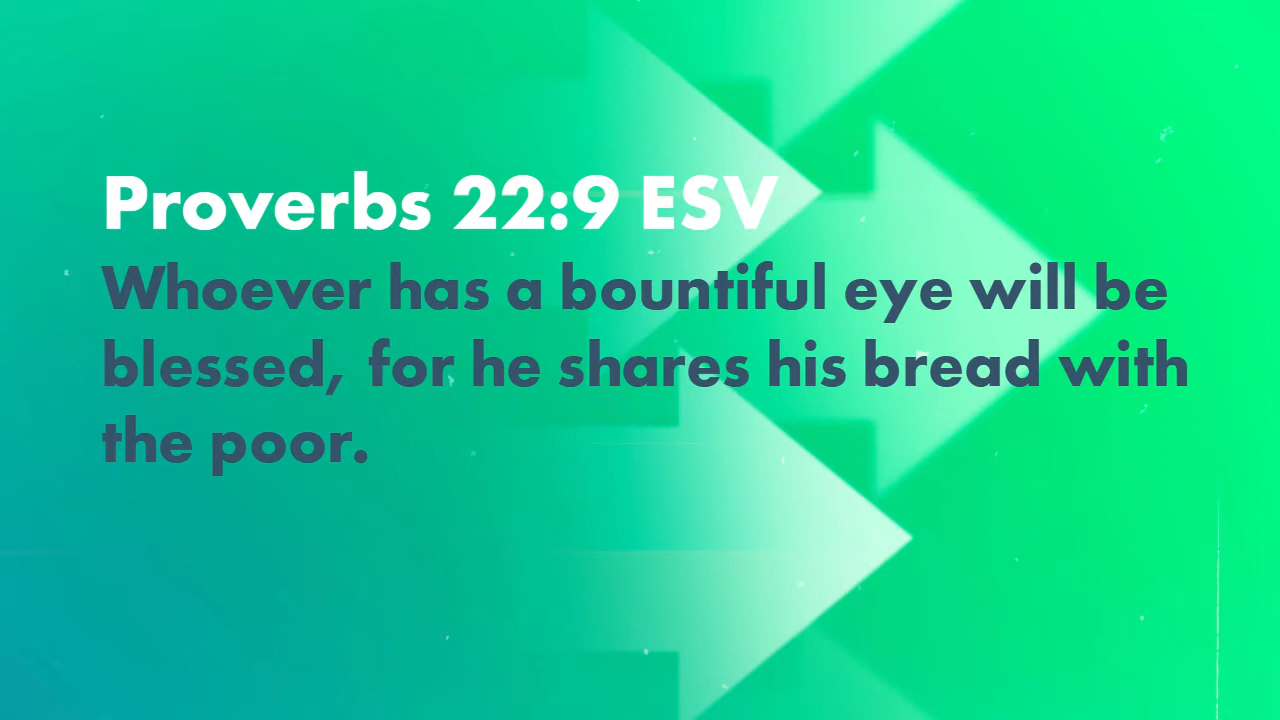 Proverbs 22:9 ESV
Whoever has a bountiful eye will be
blessed, for he shares his bread with
the poor.